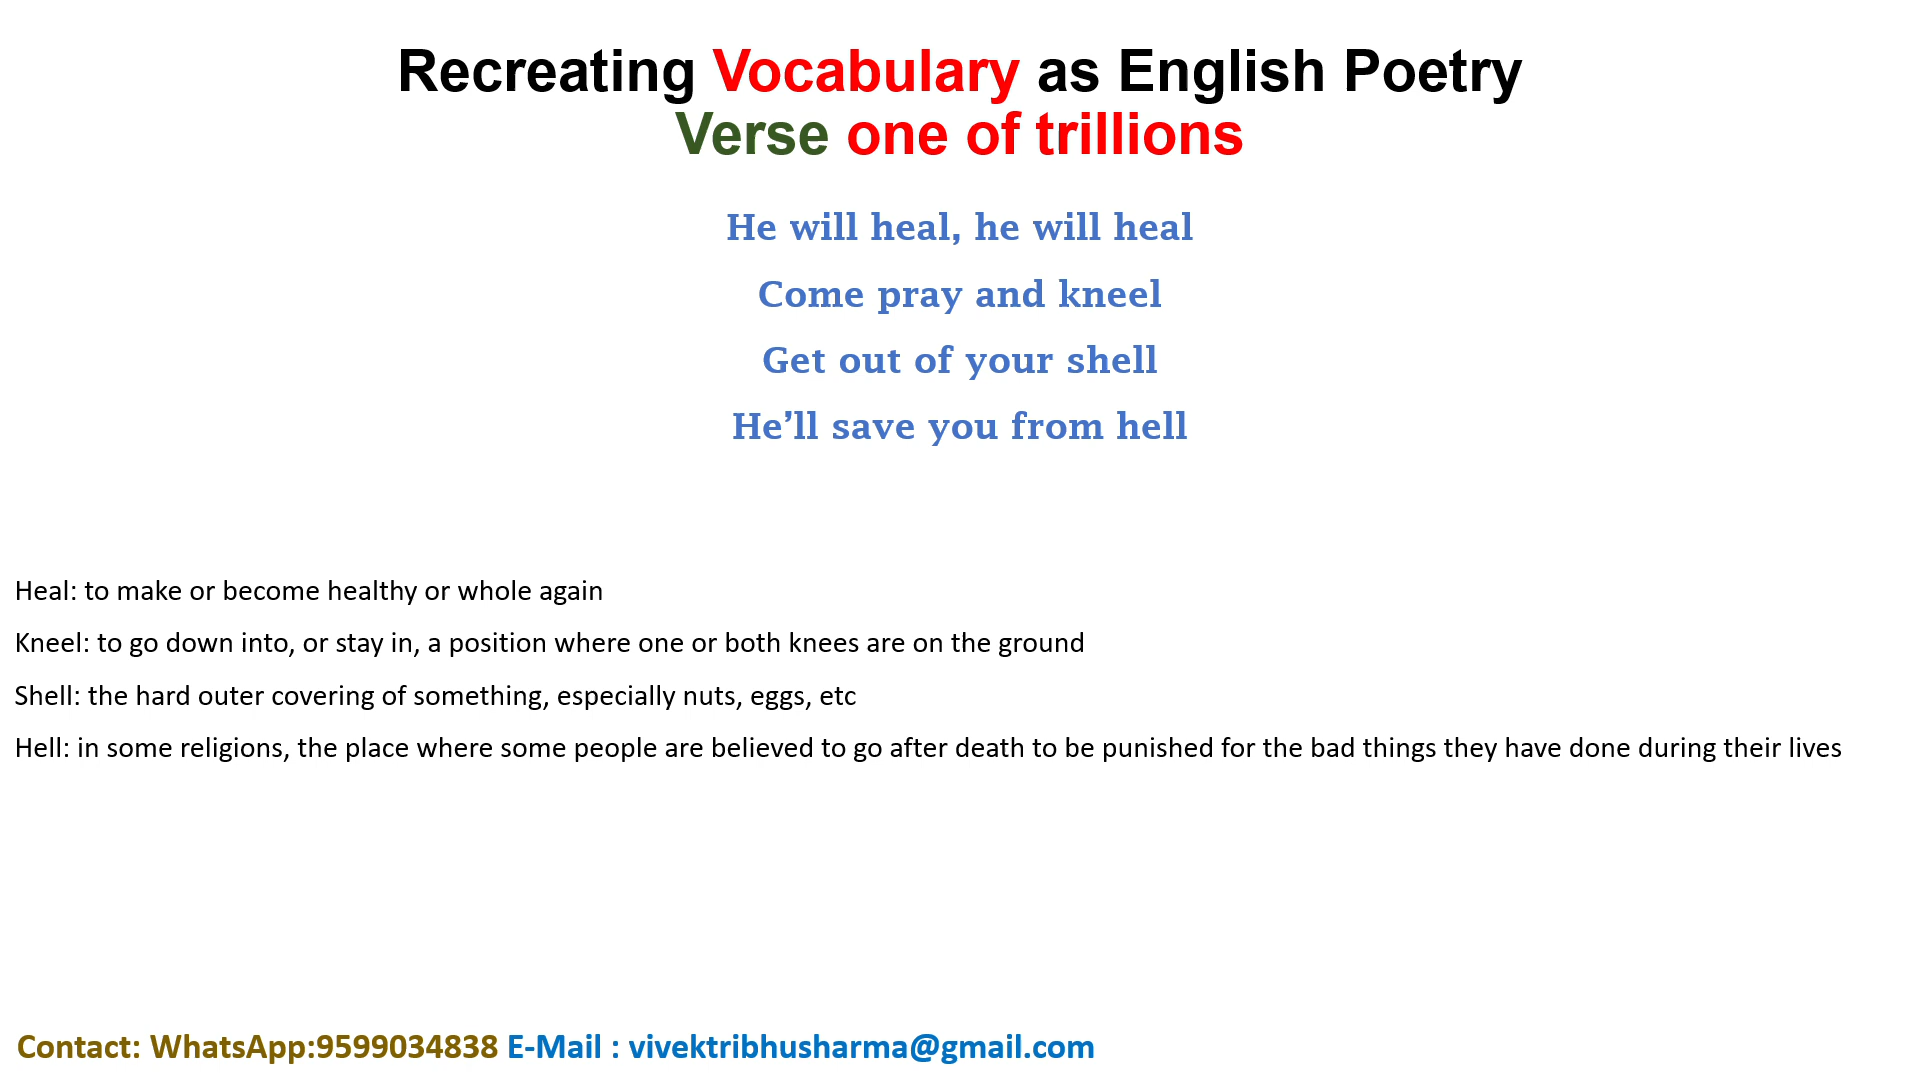 Recreating Vocabulary as English Poetry
Verse one of trillions
He will heal, he will heal
Come pray and kneel
Get out of your shell
He’ll save you from hell
Heal: to make or become healthy or whole again
Kneel: to go down into, or stay in, a position where one or both knees are on the ground
Shell: the hard outer covering of something, especially nuts, eggs, etc
Hell: in some religions, the place where some people are believed to go after death to be punished for the bad things they have done during their lives
Contact: WhatsApp:9599034838 E-Mail : vivektribhusharma@gmail.com